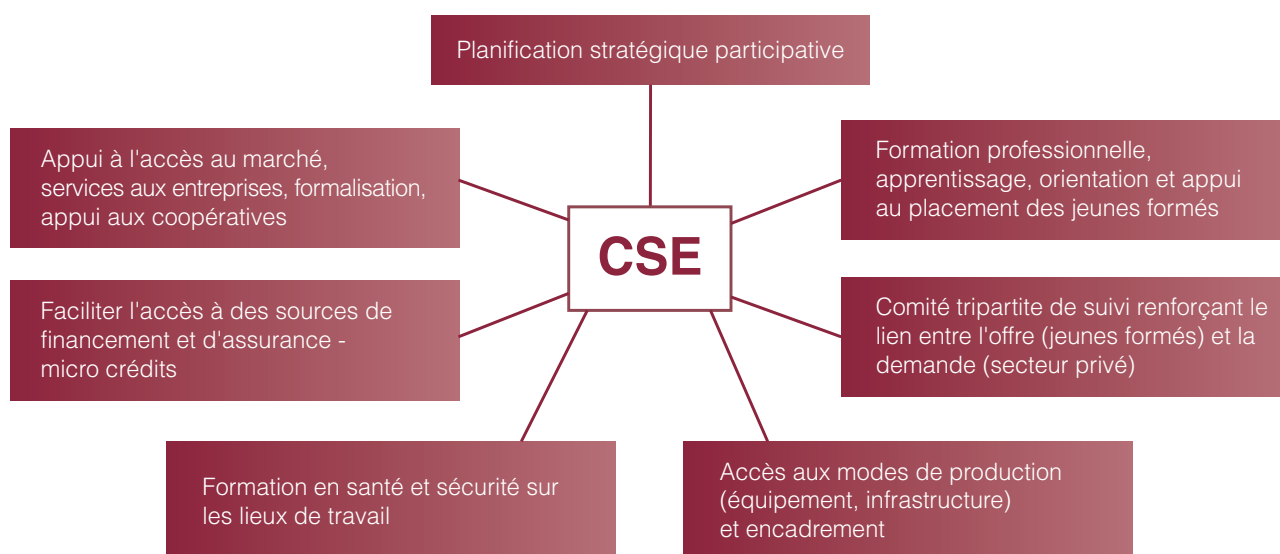 Planification stratégique participative
Appui à l'accès au marché,
services aux entreprises, formalisation,
appui aux coopératives
Formation professionnelle,
apprentissage, orientation et appui
au placement des jeunes formés
CSE
Faciliter l'accès à des sources de
financement et d'assurance -
micro crédits
Comité tripartite de suivi renforçant le
lien entre l'offre (jeunes formés) et la
demande (secteur privé)
Formation en santé et sécurité sur
les lieux de travail
Accès aux modes de production
(équipement, infrastructure)
et encadrement